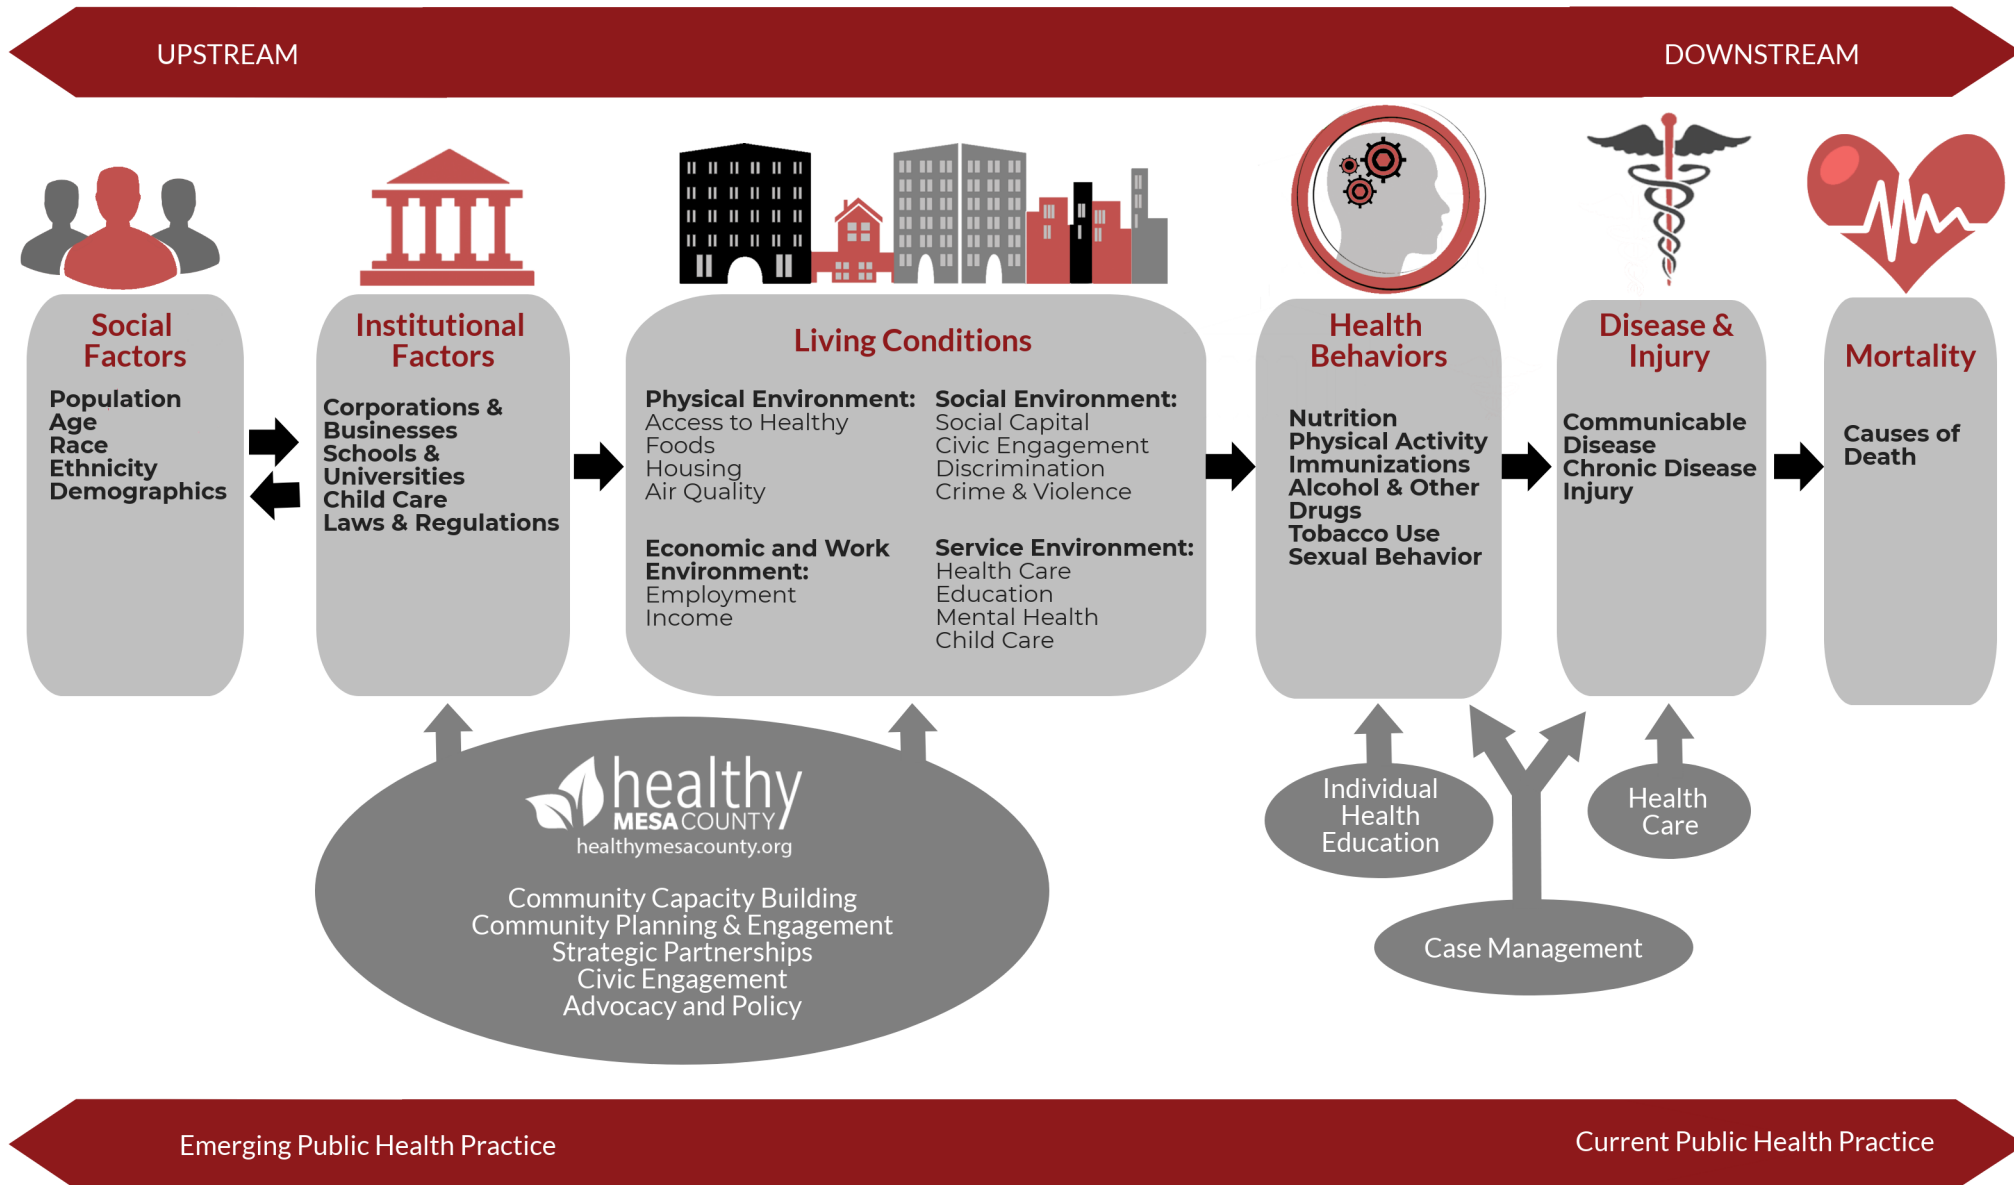 UPSTREAM
DOWNSTREAM
Social
Factors
Population
Age
Race
Ethnicity
Demographics
Institutional
Factors
Corporations &
Businesses
Schools &
Universities
Child Care
Laws & Regulations
Living Conditions
Physical Environment:
Access to Healthy
Foods
Housing
Air Quality
Social Environment:
Social Capital
Civic Engagement
Discrimination
Crime & Violence
Economic and Work
Environment:
Employment
Income
Service Environment:
Health Care
Education
Mental Health
Child Care
Health
Behaviors
Nutrition
Physical Activity
Immunizations
Alcohol & Other
Drugs
Tobacco Use
Sexual Behavior
Disease &
Injury
Communicable
Disease
Chronic Disease
Injury
Mortality
Causes of
Death
healthy
MESA COUNTY
healthymesacounty.org
Community Capacity Building
Community Planning & Engagement
Strategic Partnerships
Civic Engagement
Advocacy and Policy
Individual
Health
Education
Case Management
Health
Care
Emerging Public Health Practice
Current Public Health Practice